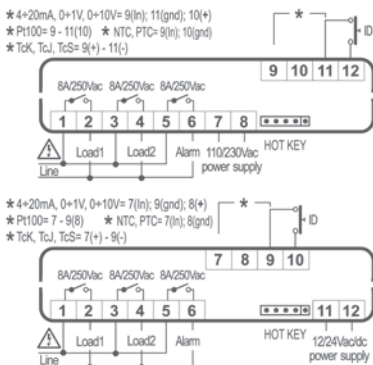 * 4÷20mA, 0÷1V, 0÷10V= 9(In); 11(gnd); 10(+)
* Pt100= 9 - 11(10) * NTC, PTC= 9(In); 10(gnd)
* TcK, TcJ, TcS= 9(+) - 11(-)
*
ID
9 10 11 12
8A/250Vac 8A/250Vac 8A/250Vac
1 2 3 4 5 6 7 8
HOT KEY
Load1 Load2 Alarm 110/230Vac
power supply
Line
* 4÷20mA, 0÷1V, 0÷10V= 7(In); 9(gnd); 8(+)
* Pt100= 7 - 9(8) * NTC, PTC= 7(In); 8(gnd)
* TcK, TcJ, TcS= 7(+) - 9(-)
*
ID
7 8 9 10
8A/250Vac 8A/250Vac 8A/250Vac
1 2 3 4 5 6 11 12
HOT KEY
Load1 Load2 Alarm 12/24Vac/dc
power supply
Line